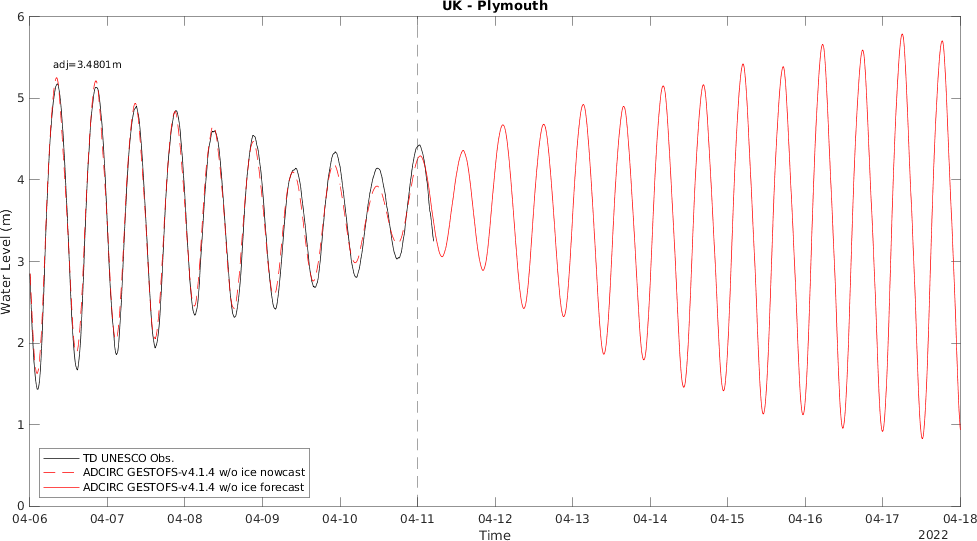 UK - Plymouth
6
adj=3.4801m
5
4
3
2
1
0
Water Level (m)
TD UNESCO Obs.
ADCIRC GESTOFS-v4.1.4 w/o ice nowcast
ADCIRC GESTOFS-v4.1.4 w/o ice forecast
04-06 04-07 04-08 04-09 04-10 04-11 04-12 04-13 04-14 04-15 04-16 04-17 04-18
Time
2022